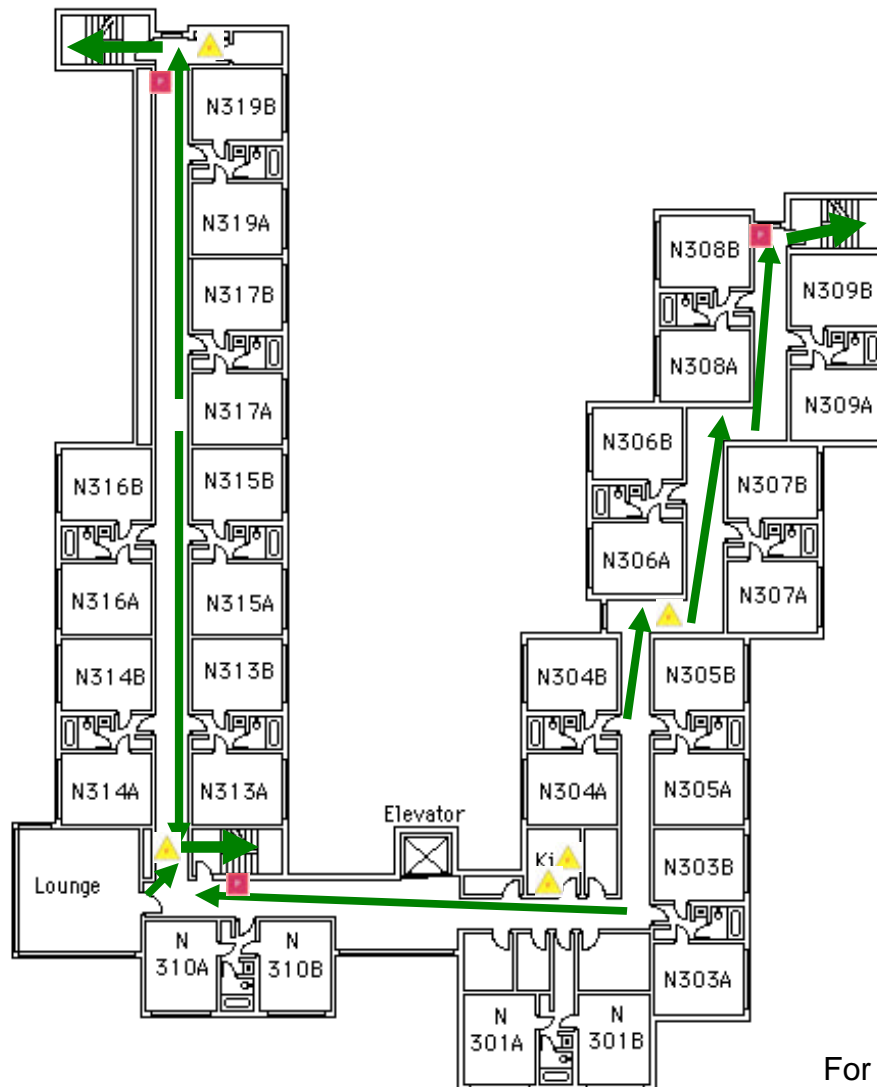 N319B
N319A
N308B
N309B
N317B
N308A
N309A
N317A
N306B
N316B
N315B
N307B
N306A
N316A
N315A
N307A
N314B
N313B
N304B
N305B
N314A
N313A
N304A
N305A
Elevator
Ki
N303B
Lounge
N
310A
N
310B
N303A
N
301A
N
301B
For